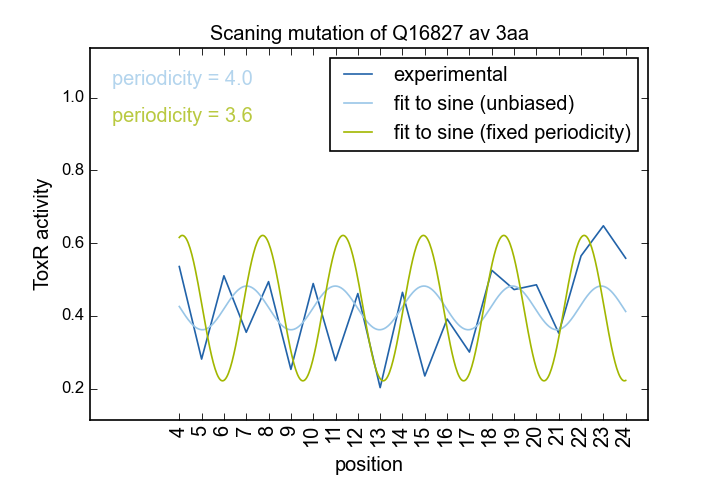 Scaning mutation of Q16827 av 3aa
periodicity = 4.0
periodicity = 3.6
experimental
fit to sine (unbiased)
fit to sine (fixed periodicity)
ToxR activity
1.0
0.8
0.6
0.4
0.2
4 5 6 7 8 9 10 11 12 13 14 15 16 17 18 19 20 21 22 23 24
position